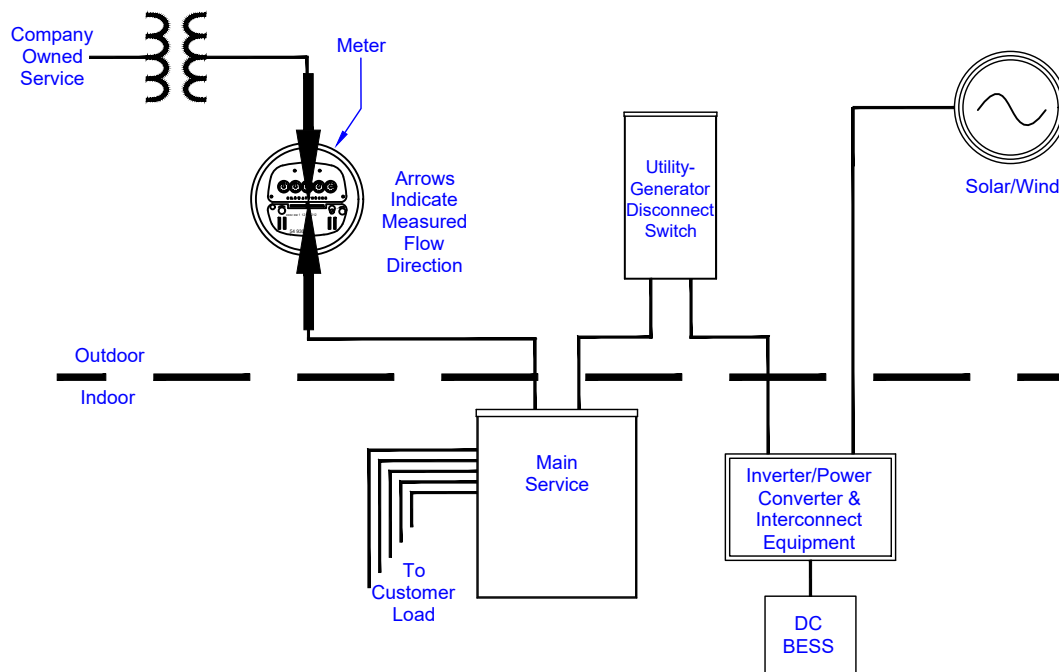 Company
Owned
Service
Meter
Arrows
Indicate
Measured
Flow
Direction
Utility-
Generator
Disconnect
Switch
Solar/Wind
Outdoor
Indoor
Main
Service
Inverter/Power
Converter &
Interconnect
Equipment
To
Customer
Load
DC
BESS